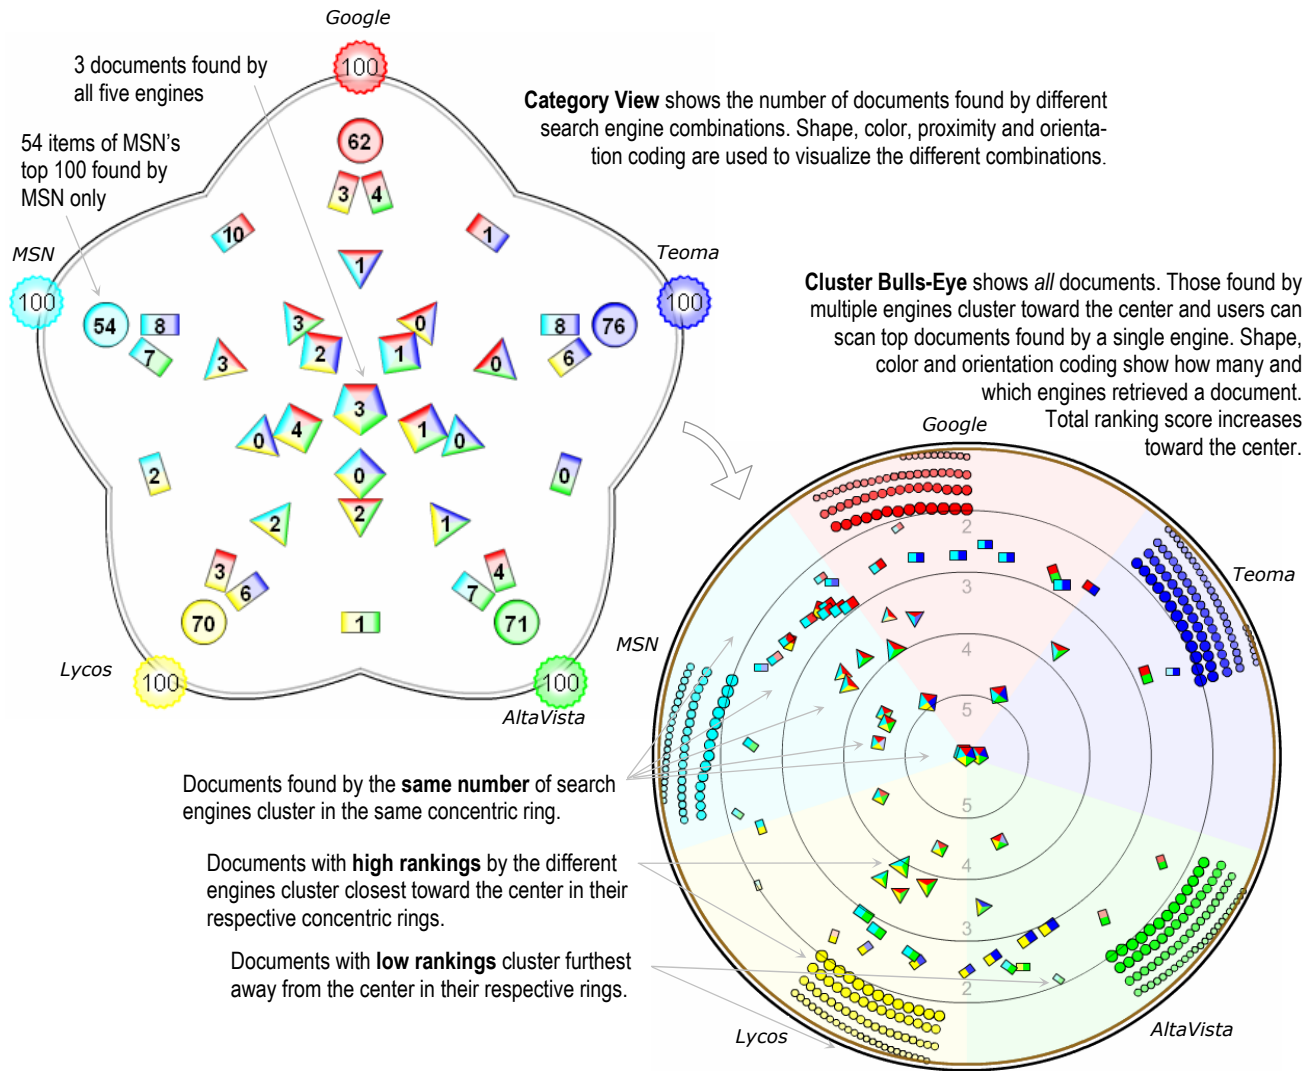 Google
100
3 documents found by
all five engines
54 items of MSN's
top 100 found by
MSN only
Category View shows the number of documents found by different
search engine combinations. Shape, color, proximity and orienta-
tion coding are used to visualize the different combinations.
62
3 4
10 1
MSN
Teoma
1
100 100
54 8 8 76
7 6
3 0
2 1
3 0
3
4 1
0 0
0
2 0
2
2 1
3 4
6 7
70 71
1
Lycos
100 100
AltaVista
Cluster Bulls-Eye shows all documents. Those found by
multiple engines cluster toward the center and users can
scan top documents found by a single engine. Shape,
color and orientation coding show how many and
which engines retrieved a document.
Total ranking score increases
toward the center.
Google
2
3
Teoma
MSN
4
5
5
4
3
2
Lycos
AltaVista
Documents found by the same number of search
engines cluster in the same concentric ring.
Documents with high rankings by the different
engines cluster closest toward the center in their
respective concentric rings.
Documents with low rankings cluster furthest
away from the center in their respective rings.